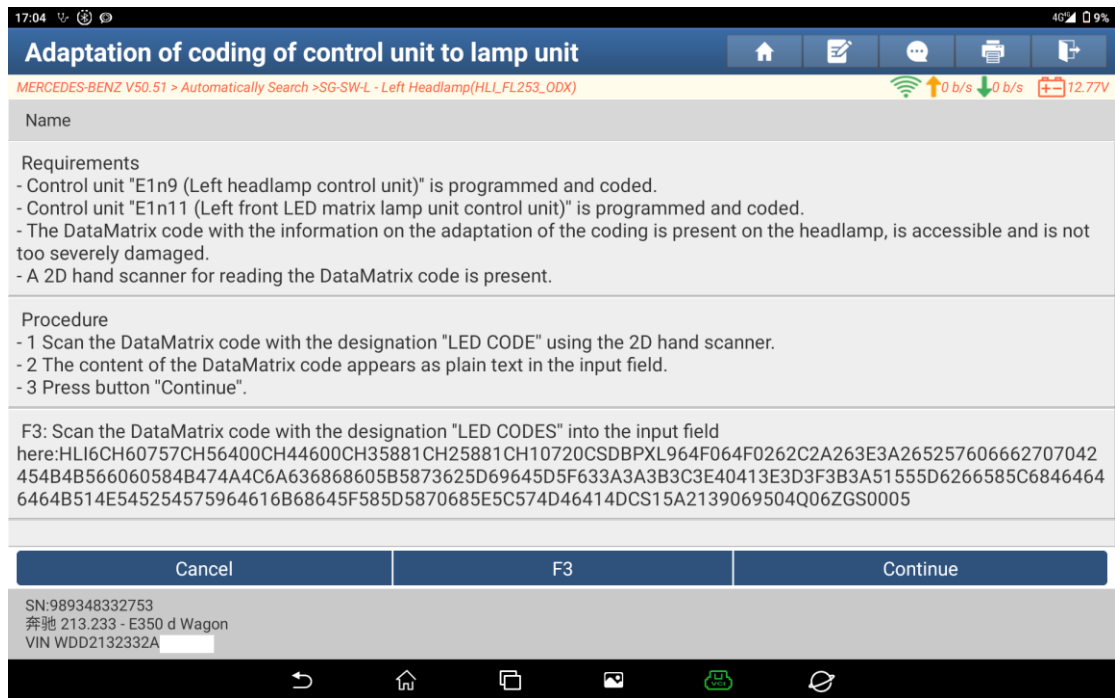 17:04
4G 9%
Adaptation of coding of control unit to lamp unit
MERCEDES-BENZ V50.51 > Automatically Search >SG-SW-L - Left Headlamp(HLI_FL253_ODX)
0 b/s 0 b/s 12.77V
Name
Requirements
- Control unit "E1n9 (Left headlamp control unit)" is programmed and coded.
- Control unit "E1n11 (Left front LED matrix lamp unit control unit)" is programmed and coded.
- The DataMatrix code with the information on the adaptation of the coding is present on the headlamp, is accessible and is not
too severely damaged.
- A 2D hand scanner for reading the DataMatrix code is present.
Procedure
- 1 Scan the DataMatrix code with the designation "LED CODE" using the 2D hand scanner.
- 2 The content of the DataMatrix code appears as plain text in the input field.
- 3 Press button "Continue".
F3: Scan the DataMatrix code with the designation "LED CODES" into the input field
here:HLI6CH60757CH56400CH44600CH35881CH25881CH10720CSDBPXL964F064F0262C2A263E3A265257606662707042
454B4B566060584B474A4C6A636868605B5873625D69645D5F633A3A3B3C3E40413E3D3F3B3A51555D6266585C6846464
6464B514E545254575964616B68645F585D5870685E5C574D46414DCS15A2139069504Q06ZGS0005
Cancel
F3
Continue
SN:989348332753
奔驰 213.233 - E350 d Wagon
VIN WDD2132332A
VCI